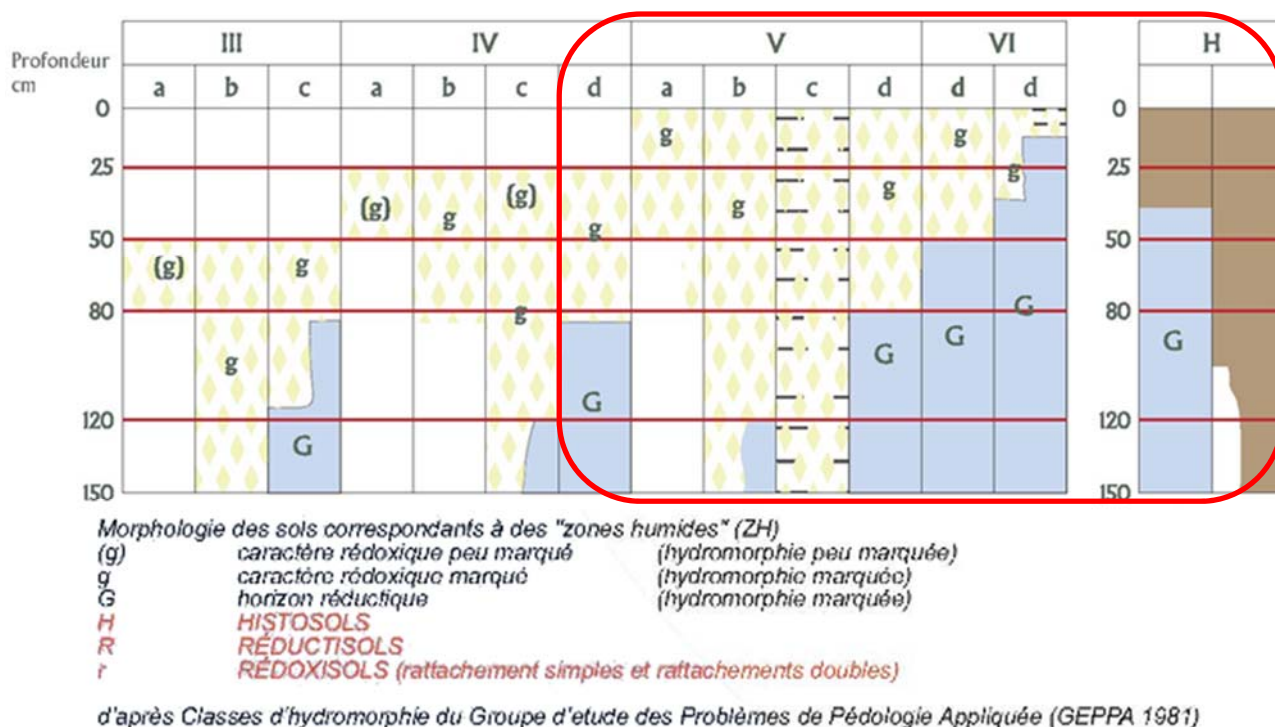 III IV V VI H
Profondeur
cm
a b c a b c d a b c d d d
0 0
g g
25 25
(g) g (g) g g g g
50 50
(g) g g
80 g G 80
g G G G G
G
120 120
G
150 150
Morphologie des sols correspondants à des "zones humides" (ZH)
(g) caractère rédoxique peu marqué (hydromorphie peu marquée)
g caractère rédoxique marqué (hydromorphie marquée)
G horizon réductique (hydromorphie marquée)
H HISTOSOLS
R RÉDUCTISOLS
r RÉDOXISOLS (rattachement simples et rattachements doubles)
d'après Classes d'hydromorphie du Groupe d'etude des Problèmes de Pédologie Appliquée (GEPPA 1981)